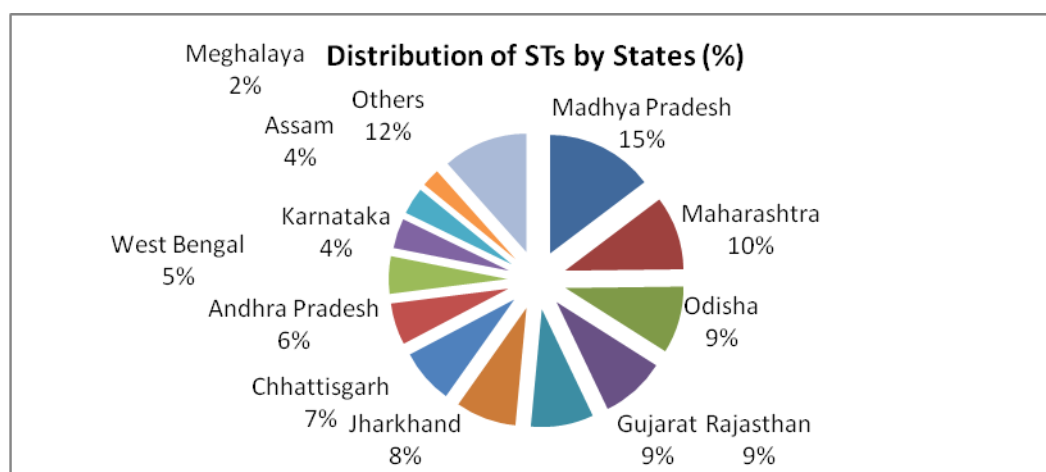 Distribution of STs by States (%)
Madhya Pradesh
15%
Maharashtra
10%
Odisha
9%
Gujarat Rajasthan
9% 9%
Jharkhand
8%
Chhattisgarh
7%
Andhra Pradesh
6%
West Bengal
5%
Karnataka
4%
Assam
4%
Meghalaya
2%
Others
12%